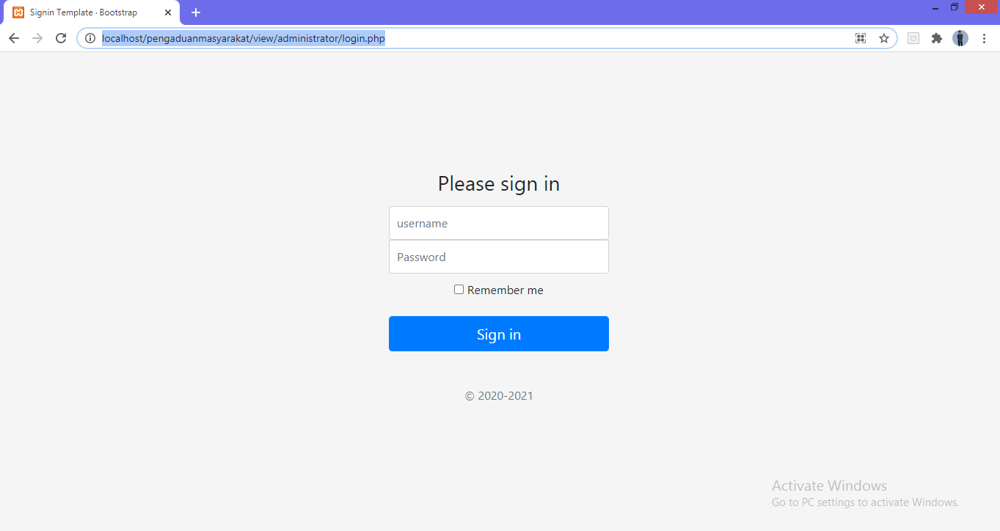 Signin Template · Bootstrap
localhost/pengaduanmasyarakat/view/administrator/login.php
Please sign in
username
Password
Remember me
Sign in
© 2020-2021
Activate Windows
Go to PC settings to activate Windows.